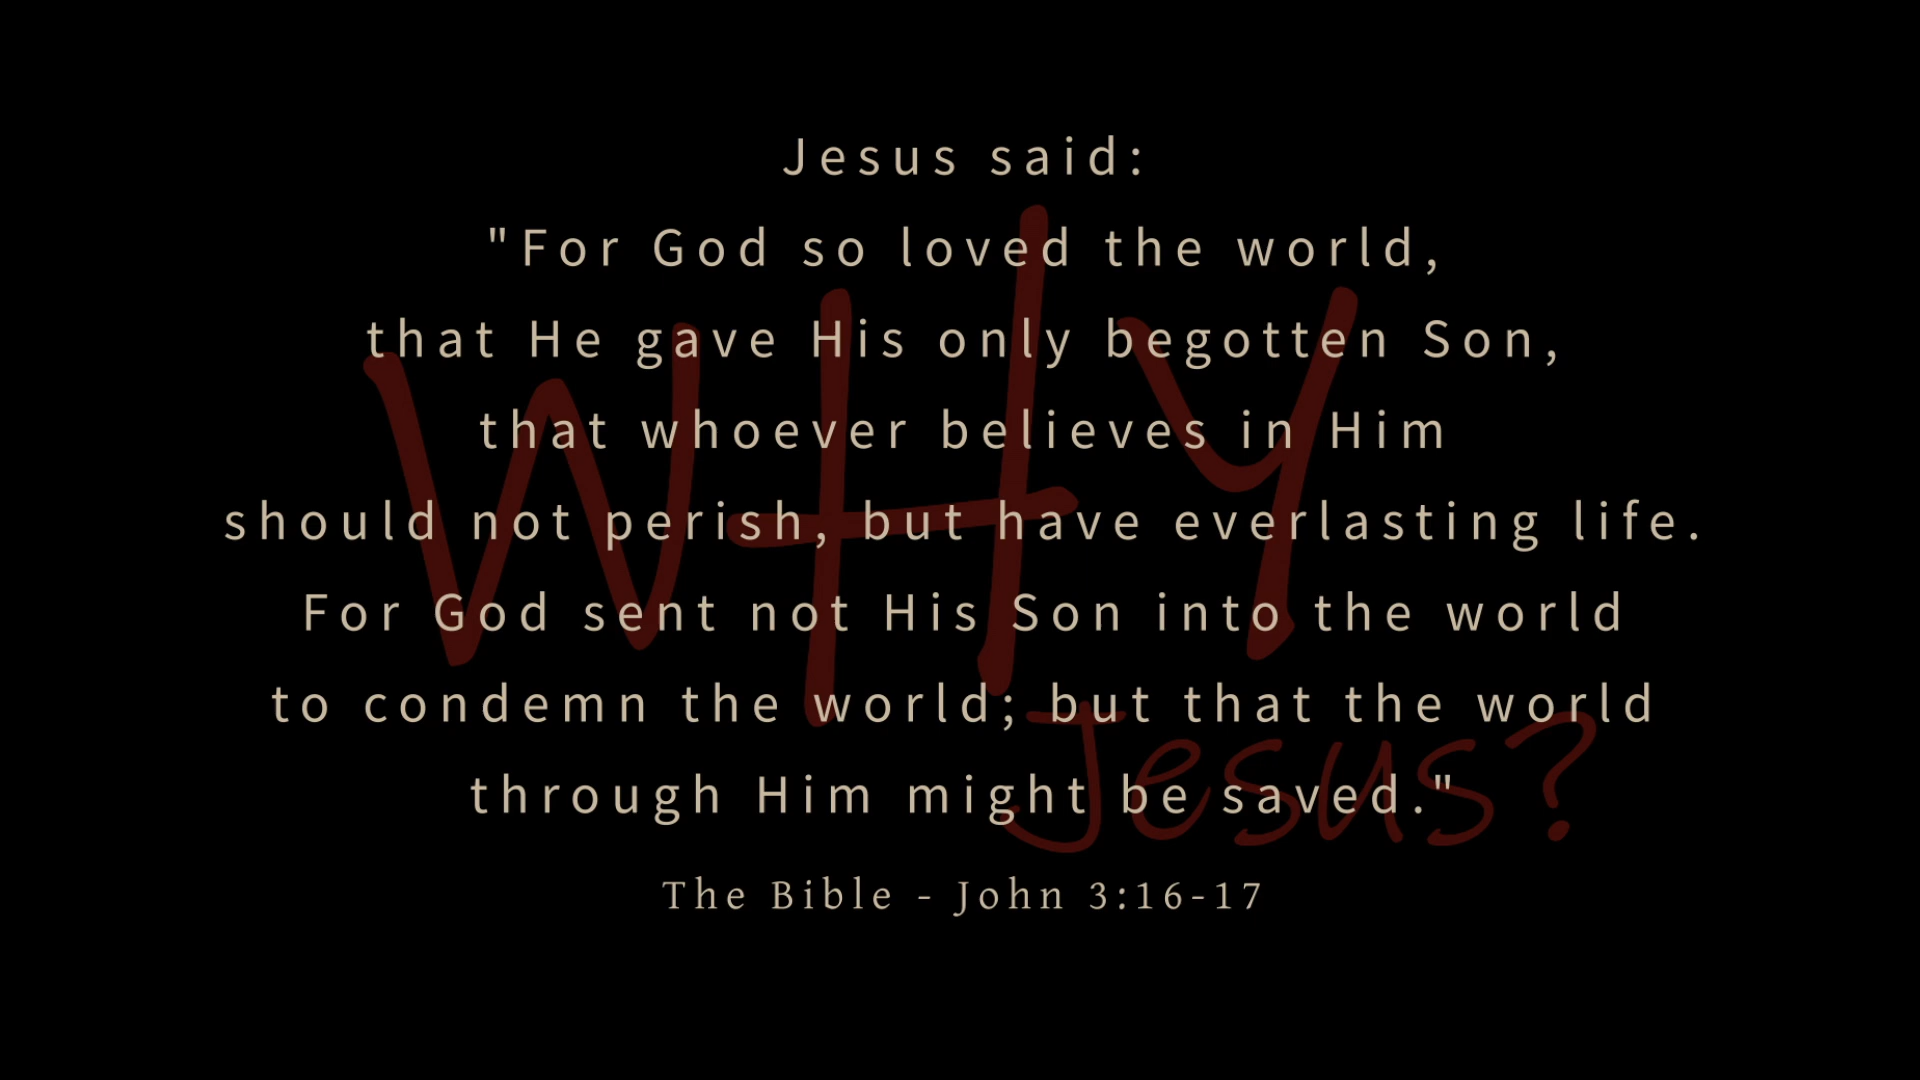 Jesus said:
"For God so loved the world,
that He gave His only begotten Son,
that whoever believes in Him
should not perish, but have everlasting life.
For God sent not His Son into the world
to condemn the world; but that the world
through Him might be saved."
The Bible - John 3:16-17
WHY
Jesus?